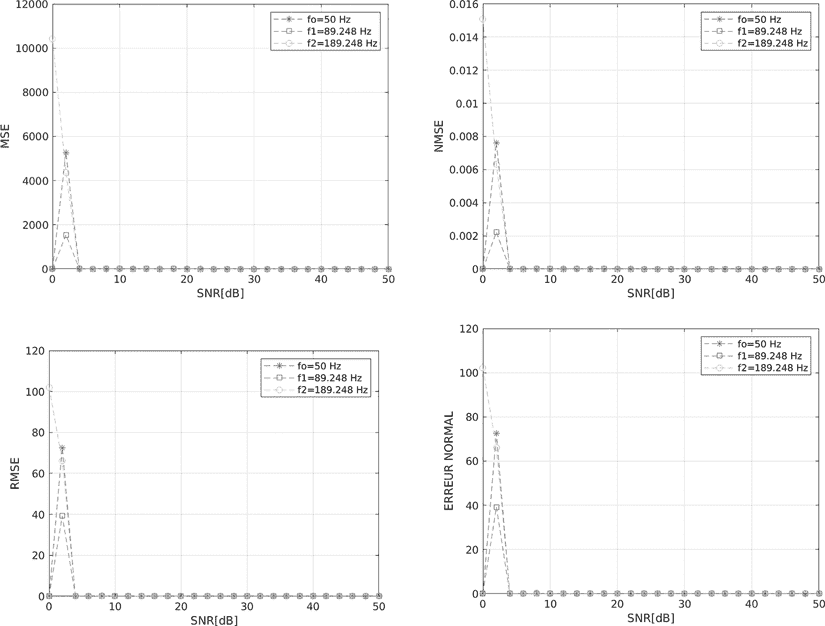 12000
10000
8000
6000
4000
2000
0
MSE
0 10 20 30 40 50
SNR[dB]
fo=50 Hz
f1=89.248 Hz
f2=189.248 Hz
0.016
0.014
0.012
0.01
0.008
0.006
0.004
0.002
0
NMSE
0 10 20 30 40 50
SNR[dB]
fo=50 Hz
f1=89.248 Hz
f2=189.248 Hz
120
100
80
60
40
20
0
RMSE
0 10 20 30 40 50
SNR[dB]
fo=50 Hz
f1=89.248 Hz
f2=189.248 Hz
120
100
80
60
40
20
0
ERREUR NORMAL
0 10 20 30 40 50
SNR[dB]
fo=50 Hz
f1=89.248 Hz
f2=189.248 Hz